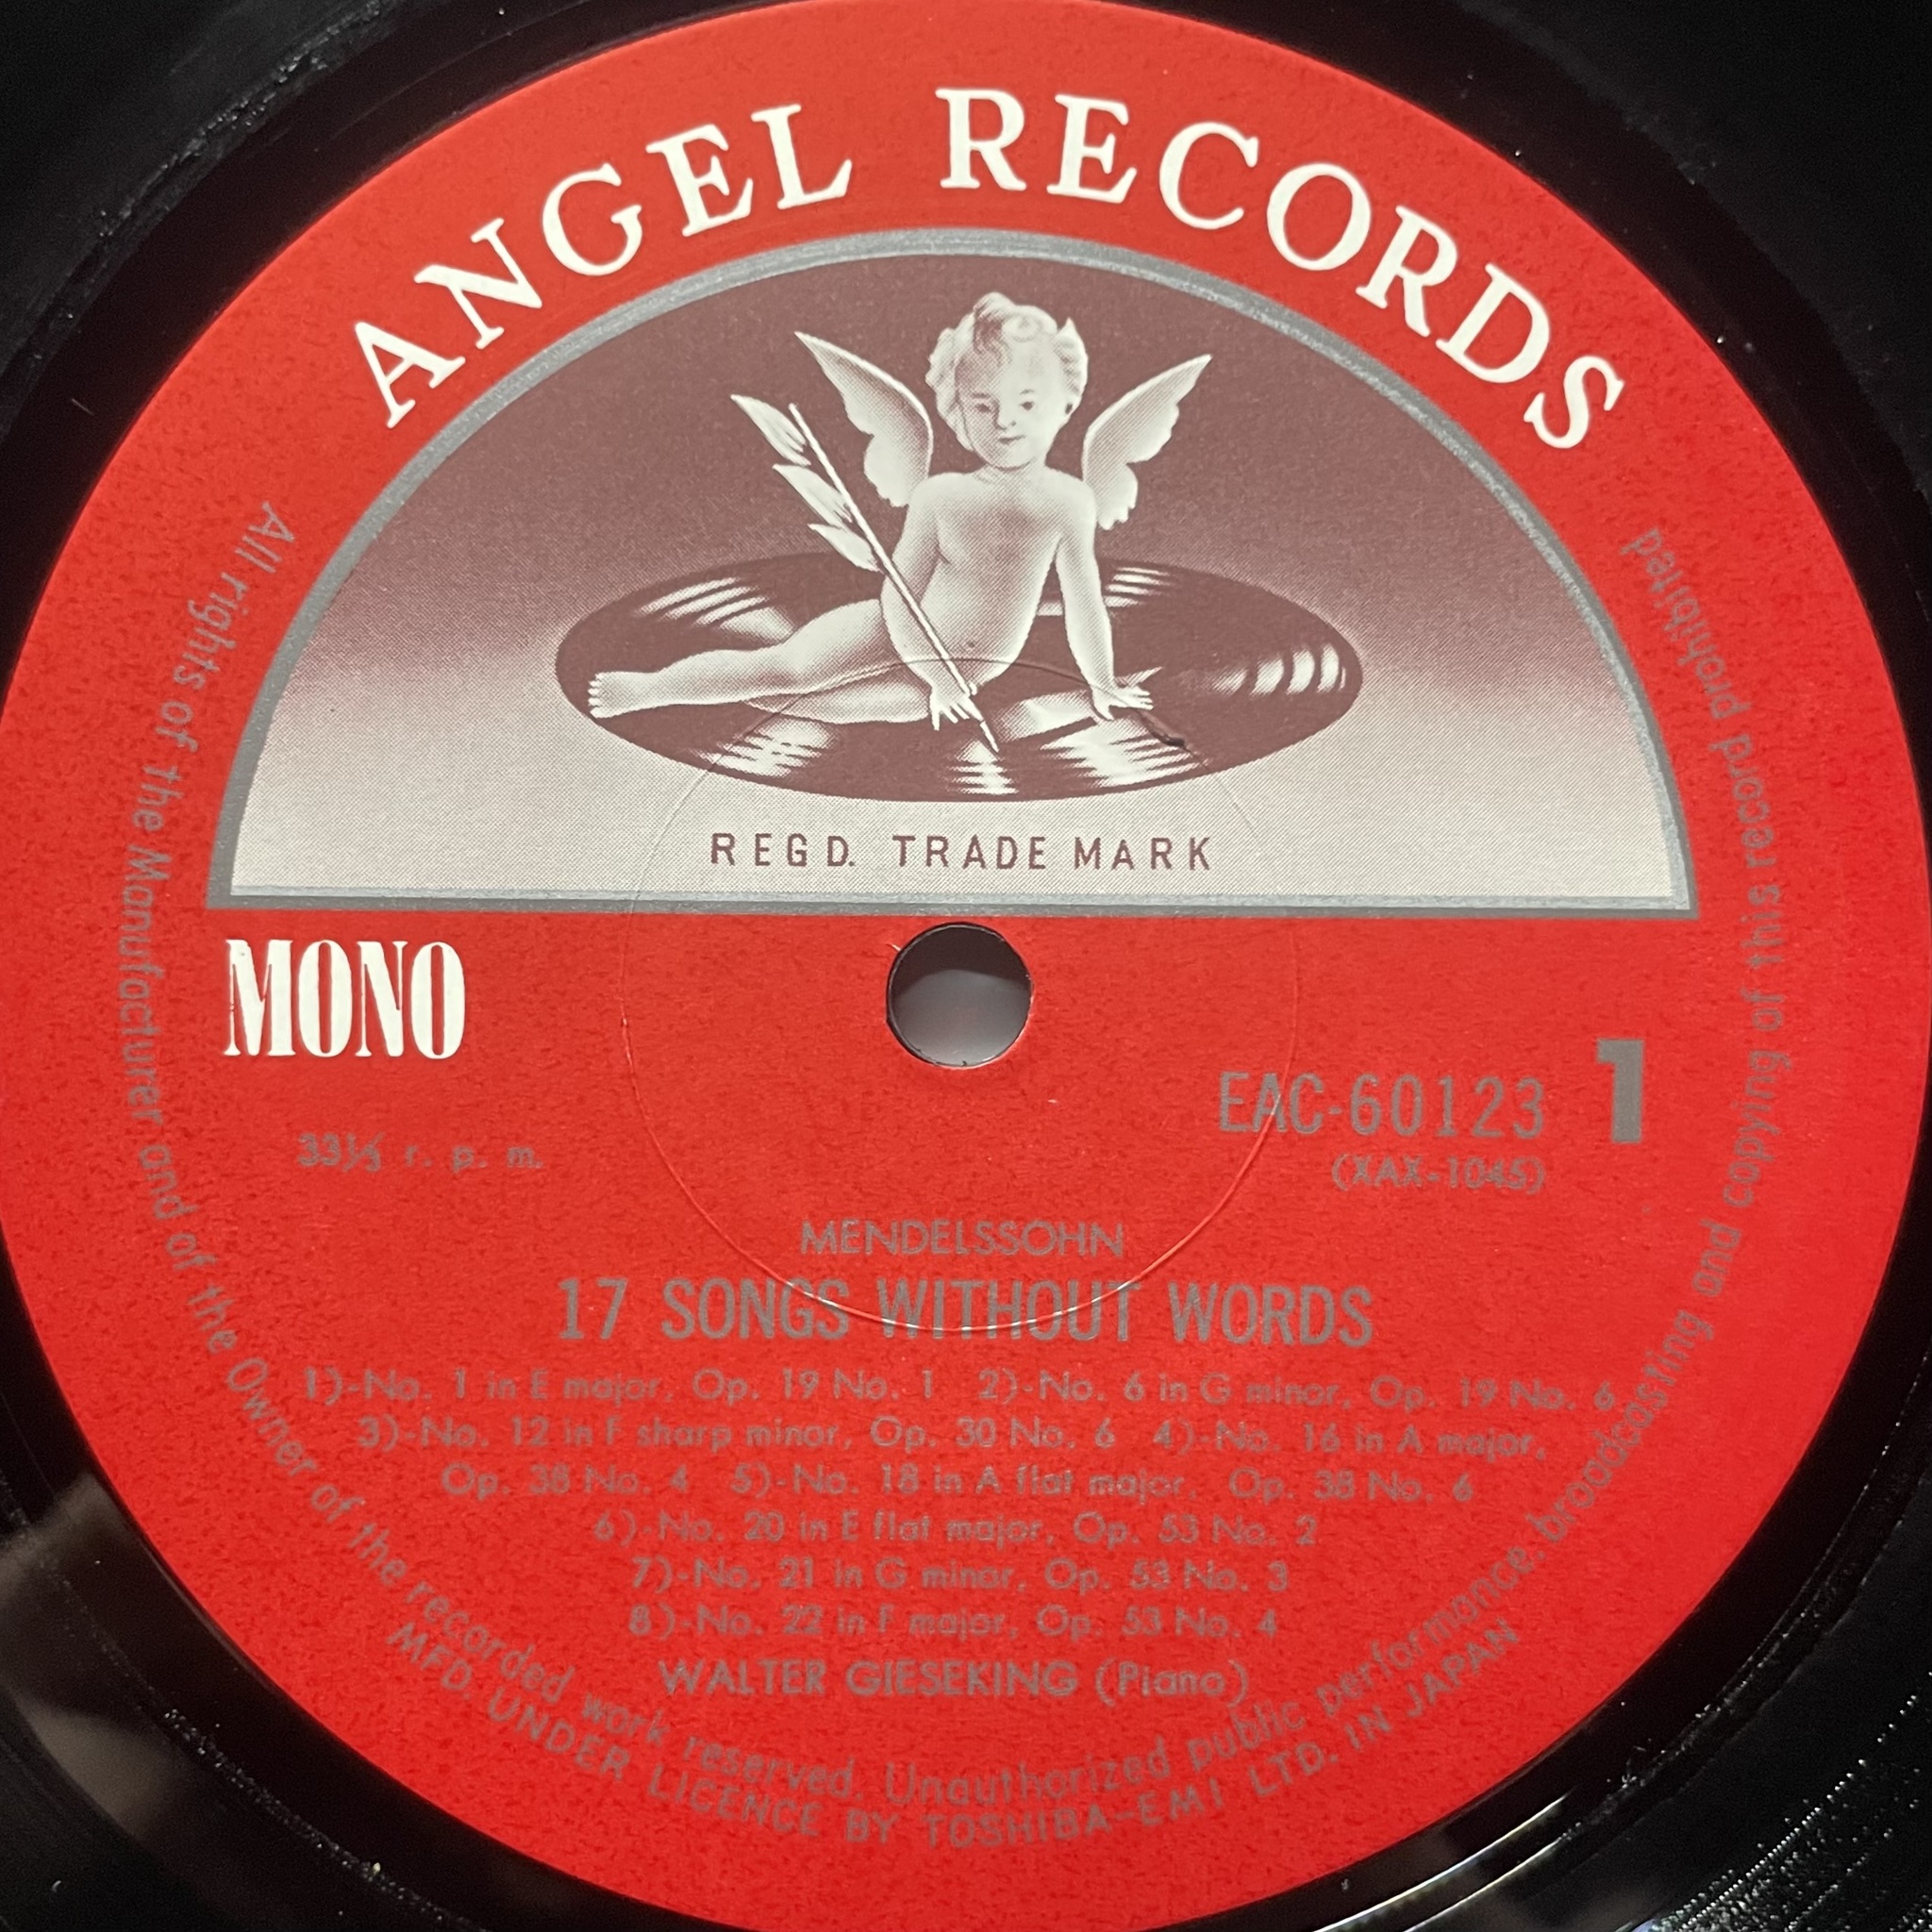 ANGEL RECORDS
REGD. TRADE MARK
MONO
33⅓ r. p. m.
EAC-60123 1
(XAX-1045)
MENDELSSOHN
17 SONGS WITHOUT WORDS
1)-No. 1 in E major, Op. 19 No. 1 2)-No. 6 in G minor, Op. 19 No. 6
3)-No. 12 in F sharp minor, Op. 30 No. 6 4)-No. 16 in A major,
Op. 38 No. 4 5)-No. 18 in A flat major, Op. 38 No. 6
6)-No. 20 in E flat major, Op. 53 No. 2
7)-No. 21 in G minor, Op. 53 No. 3
8)-No. 22 in F major, Op. 53 No. 4
WALTER GIESEKING (Piano)
All rights of the Manufacturer and of the Owner of the recorded work reserved. Unauthorized public performance, broadcasting and copying of this record prohibited
MFD. UNDER LICENCE BY TOSHIBA-EMI LTD. IN JAPAN